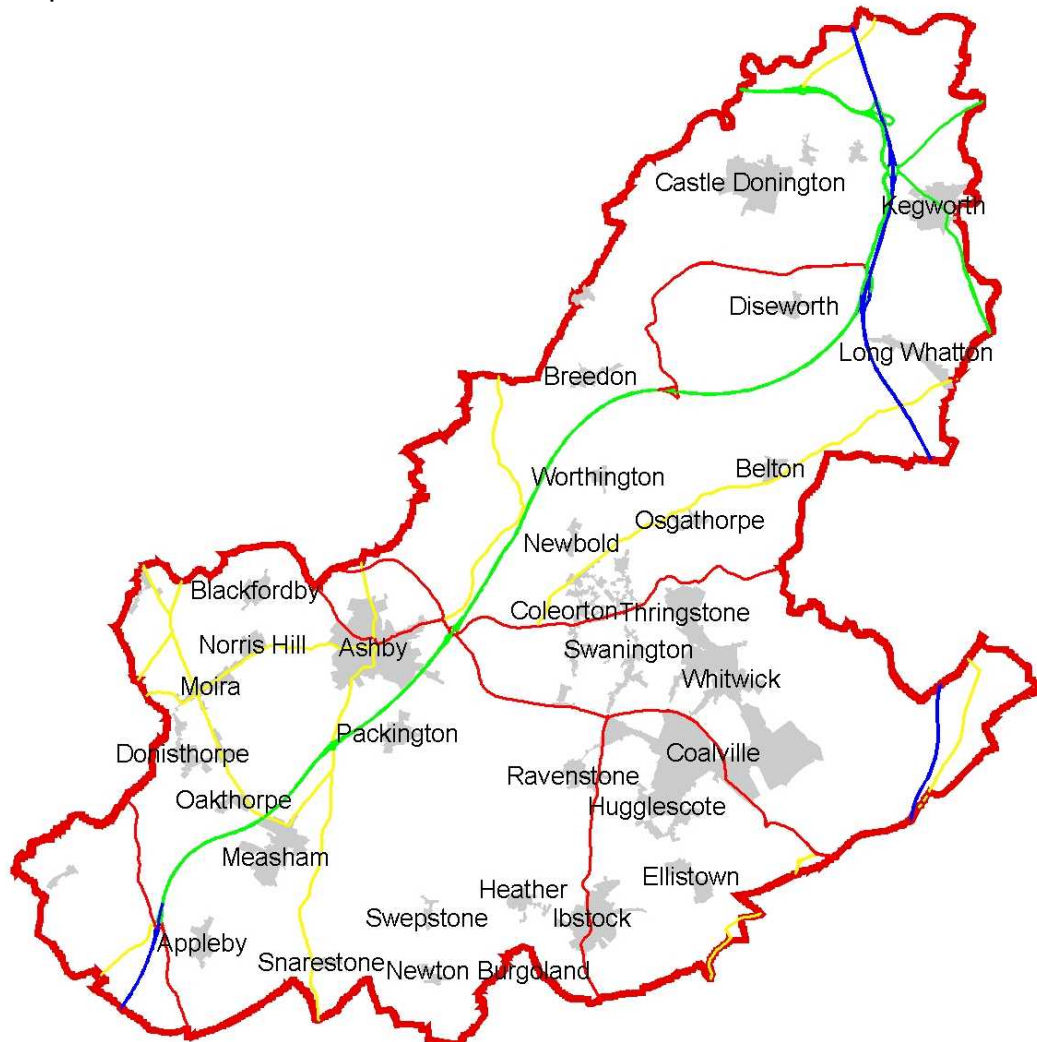 Castle Donington
Kegworth
Diseworth
Long Whatton
Breedon
Worthington
Belton
Osgathorpe
Newbold
Blackfordby
Coleorton Thringstone
Norris Hill
Ashby
Swanington
Whitwick
Moira
Packington
Donisthorpe
Coalville
Ravenstone
Oakthorpe
Hugglescote
Measham
Ellistown
Heather
Swepstone
Ibstock
Appleby
Snarestone
Newton Burgoland